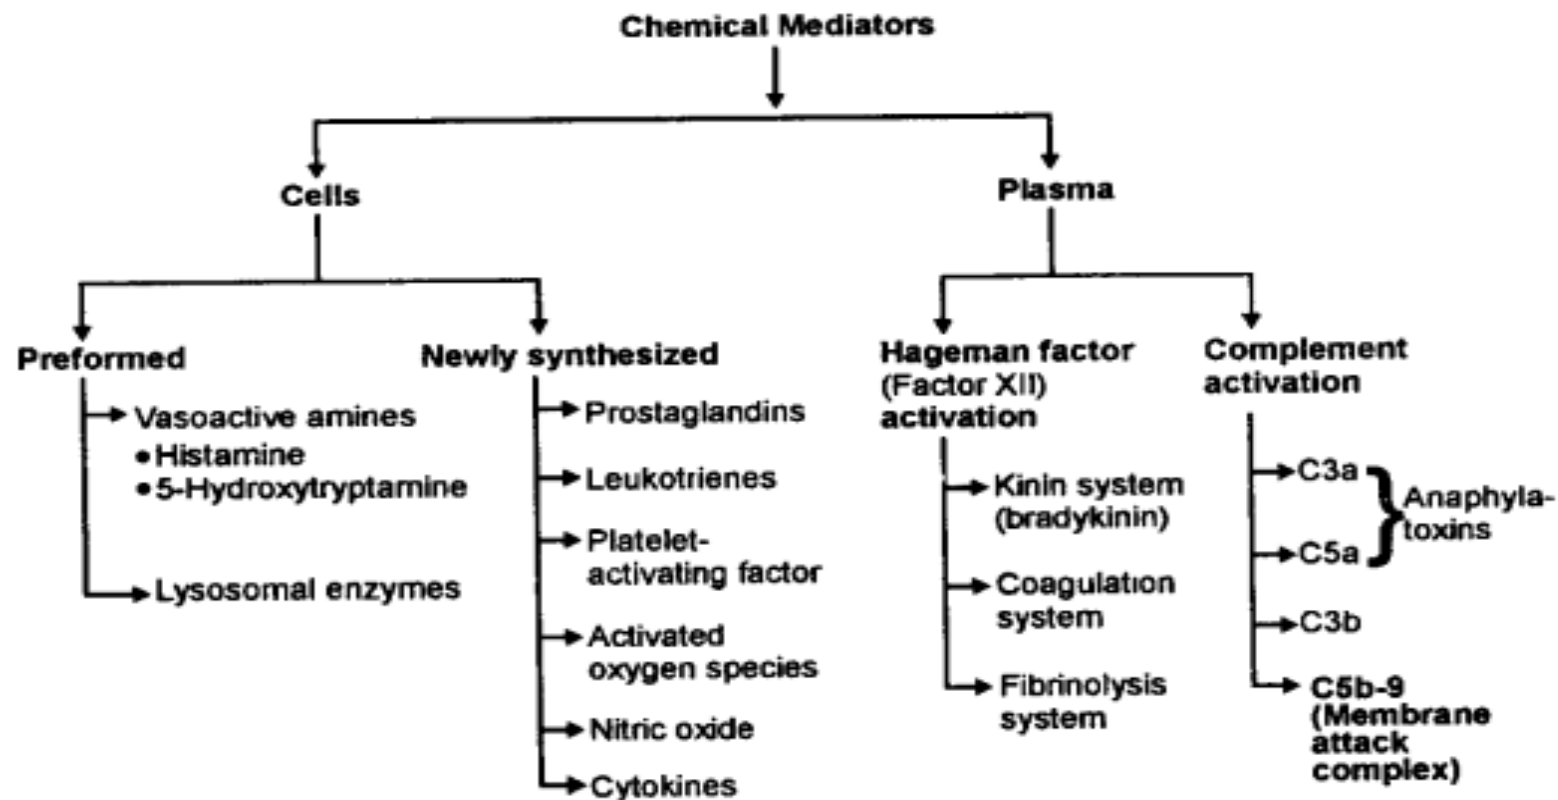 Chemical Mediators
Cells
Plasma
Preformed
Vasoactive amines
•Histamine
•5-Hydroxytryptamine
Lysosomal enzymes
Newly synthesized
Prostaglandins
Leukotrienes
Platelet-
activating factor
Activated
oxygen species
Nitric oxide
Cytokines
Hageman factor
(Factor XII)
activation
Kinin system
(bradykinin)
Coagulation
system
Fibrinolysis
system
Complement
activation
C3a
C5a
Anaphyla-
toxins
C3b
C5b-9
(Membrane
attack
complex)